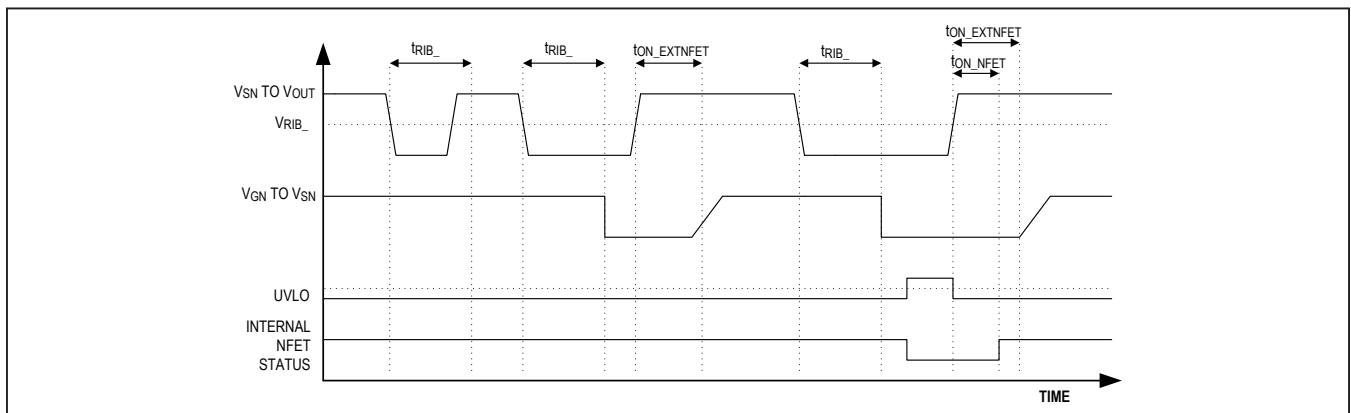 tRIB_ tRIB_ tON_EXTNFET tRIB_ tON_EXTNFET
tON_NFET
VSN TO VOUT
VRIB_
VGN TO VSN
UVLO
INTERNAL
NFET
STATUS
TIME